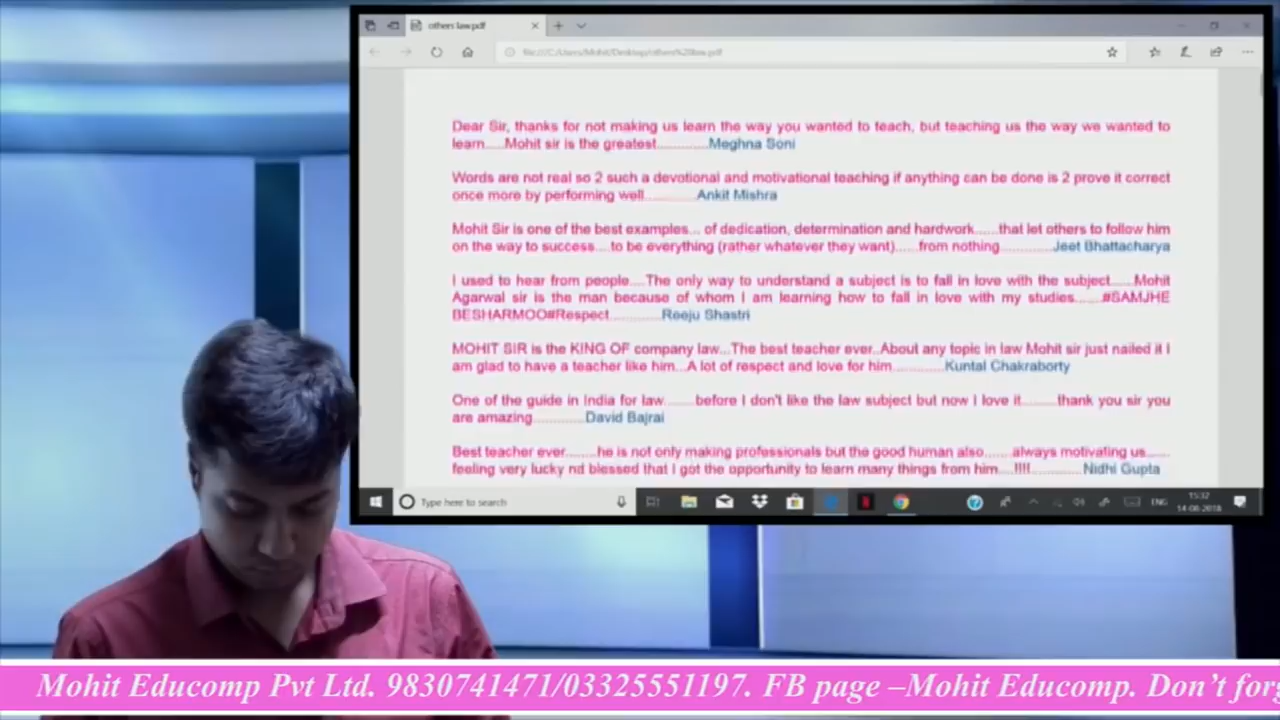 others law.pdf
file:///C:/Users/Mohit/Desktop/others%20law.pdf
Dear Sir, thanks for not making us learn the way you wanted to teach, but teaching us the way we wanted to
learn....Mohit sir is the greatest.............Meghna Soni
Words are not real so 2 such a devotional and motivational teaching if anything can be done is 2 prove it correct
once more by performing well.............Ankit Mishra
Mohit Sir is one of the best examples... of dedication, determination and hardwork......that let others to follow him
on the way to success....to be everything (rather whatever they want)......from nothing.............Jeet Bhattacharya
I used to hear from people....The only way to understand a subject is to fall in love with the subject......Mohit
Agarwal sir is the man because of whom I am learning how to fall in love with my studies.......#SAMJHE
BESHARMOO#Respect.............Reeju Shastri
MOHIT SIR is the KING OF company law...The best teacher ever..About any topic in law Mohit sir just nailed it I
am glad to have a teacher like him...A lot of respect and love for him.............Kuntal Chakraborty
One of the guide in India for law........before I don't like the law subject but now I love it.........thank you sir you
are amazing.............David Bajrai
Best teacher ever........he is not only making professionals but the good human also.......always motivating us......
feeling very lucky nd blessed that I got the opportunity to learn many things from him....!!!!.............Nidhi Gupta
Type here to search
ENG
15:32
14-08-2018
Mohit Educomp Pvt Ltd. 9830741471/03325551197. FB page –Mohit Educomp. Don’t forg